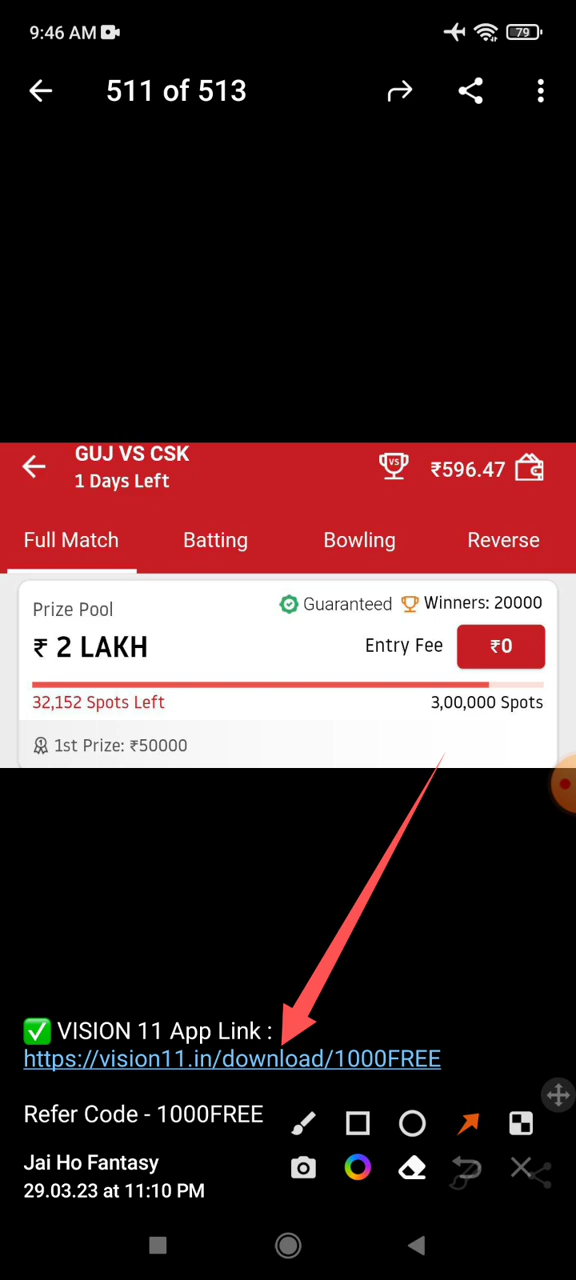 9:46 AM
79
511 of 513
GUJ VS CSK
1 Days Left
VS
₹596.47
Full Match
Batting
Bowling
Reverse
Prize Pool
Guaranteed
Winners: 20000
₹ 2 LAKH
Entry Fee
₹0
32,152 Spots Left
3,00,000 Spots
1
1st Prize: ₹50000
✅ VISION 11 App Link :
https://vision11.in/download/1000FREE
Refer Code - 1000FREE
Jai Ho Fantasy
29.03.23 at 11:10 PM